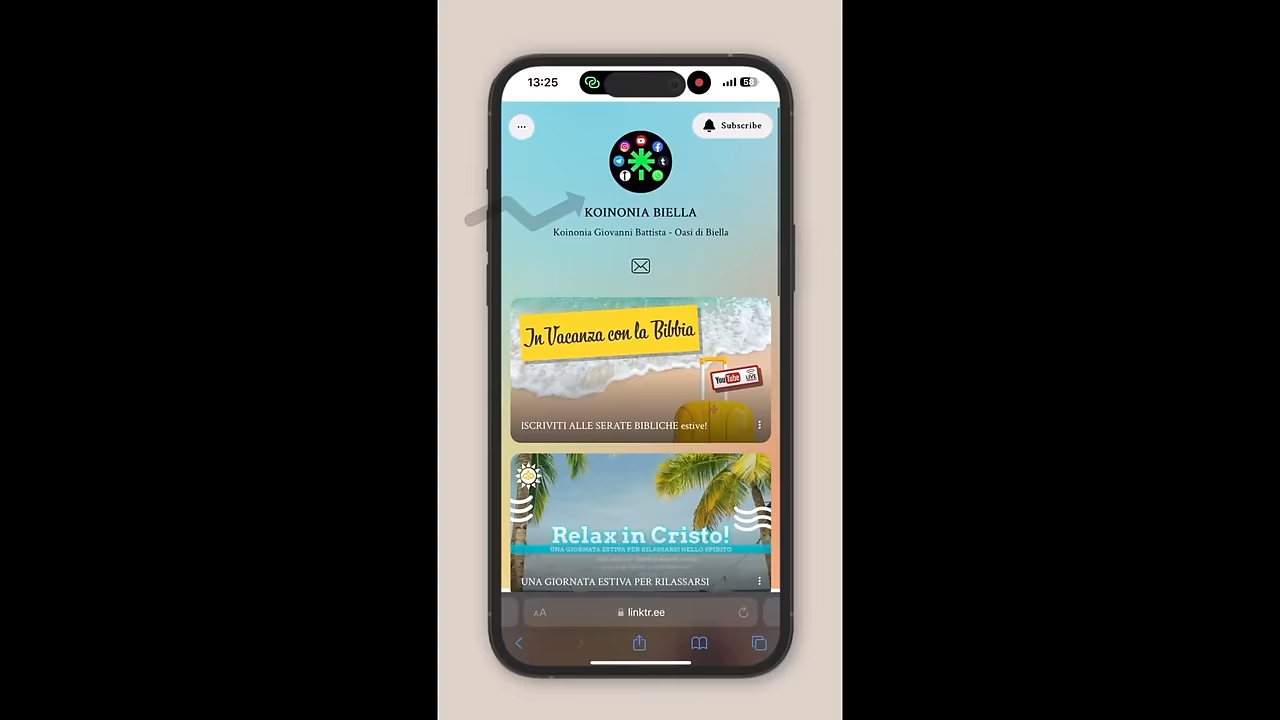 13:25
58
...
Subscribe
KOINONIA BIELLA
Koinonia Giovanni Battista - Oasi di Biella
In Vacanza con la Bibbia
YouTube LIVE
ISCRIVITI ALLE SERATE BIBLICHE estive!
Relax in Cristo!
UNA GIORNATA ESTIVA PER RILASSARSI NELLO SPIRITO
UNA GIORNATA ESTIVA PER RILASSARSI
AA
linktr.ee